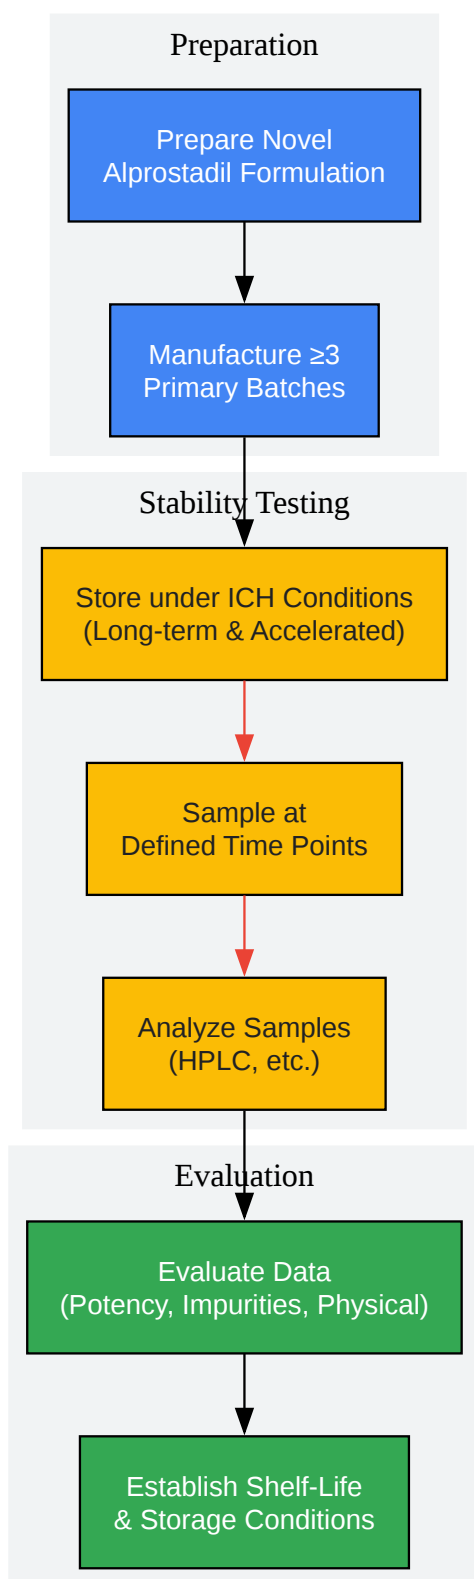 Preparation
Prepare Novel
Alprostadil Formulation
Manufacture ≥3
Primary Batches
Stability Testing
Store under ICH Conditions
(Long-term & Accelerated)
Sample at
Defined Time Points
Analyze Samples
(HPLC, etc.)
Evaluation
Evaluate Data
(Potency, Impurities, Physical)
Establish Shelf-Life
& Storage Conditions